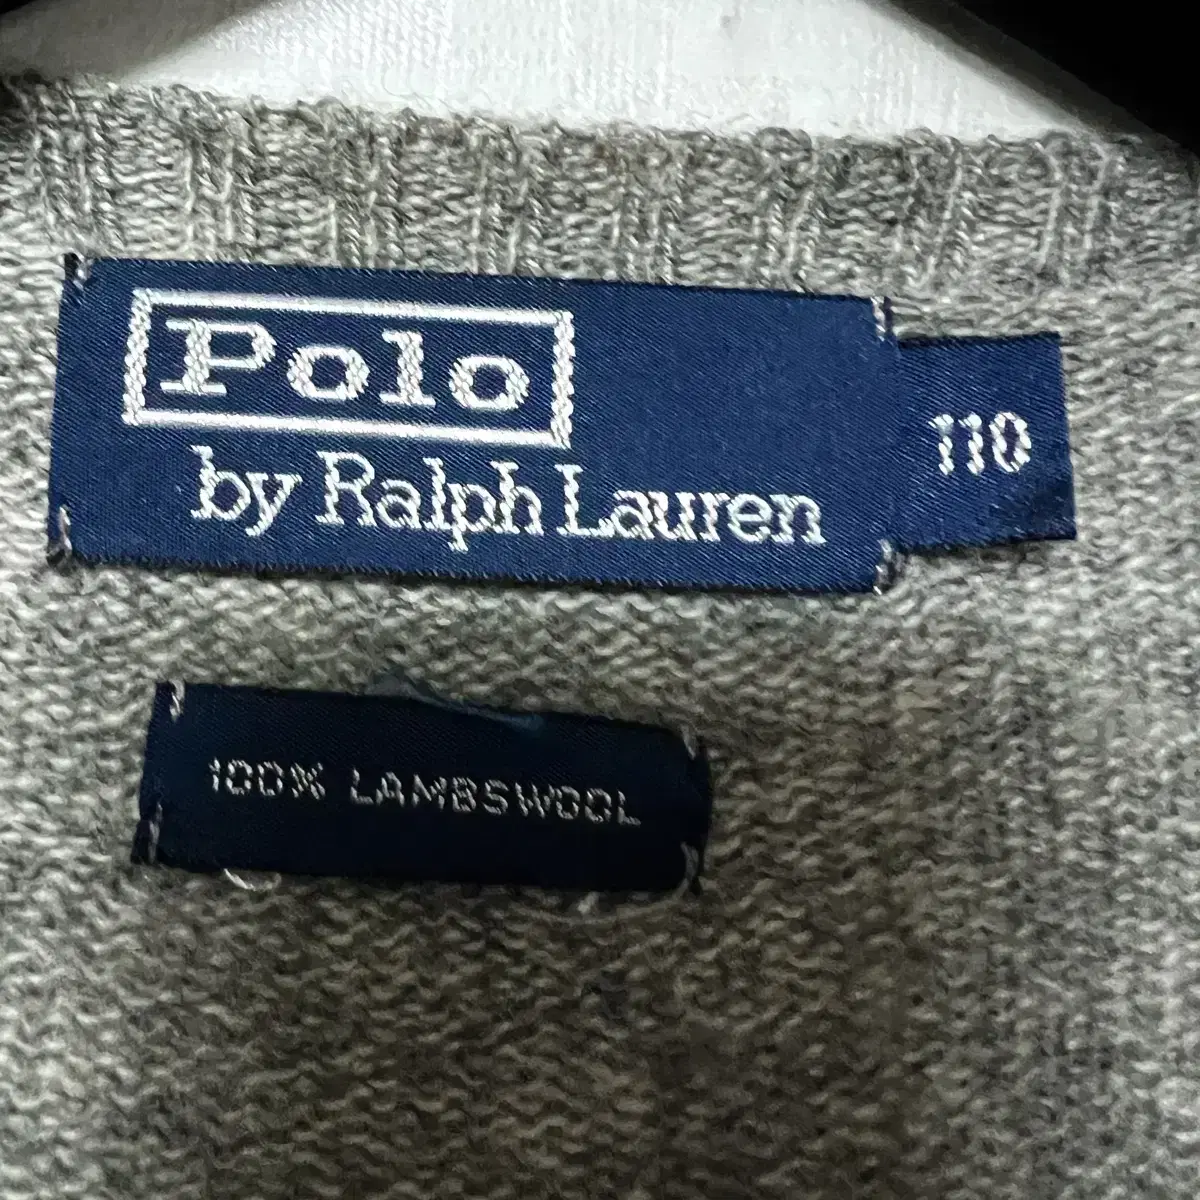 Polo
by Ralph Lauren
110
100% LAMBSWOOL